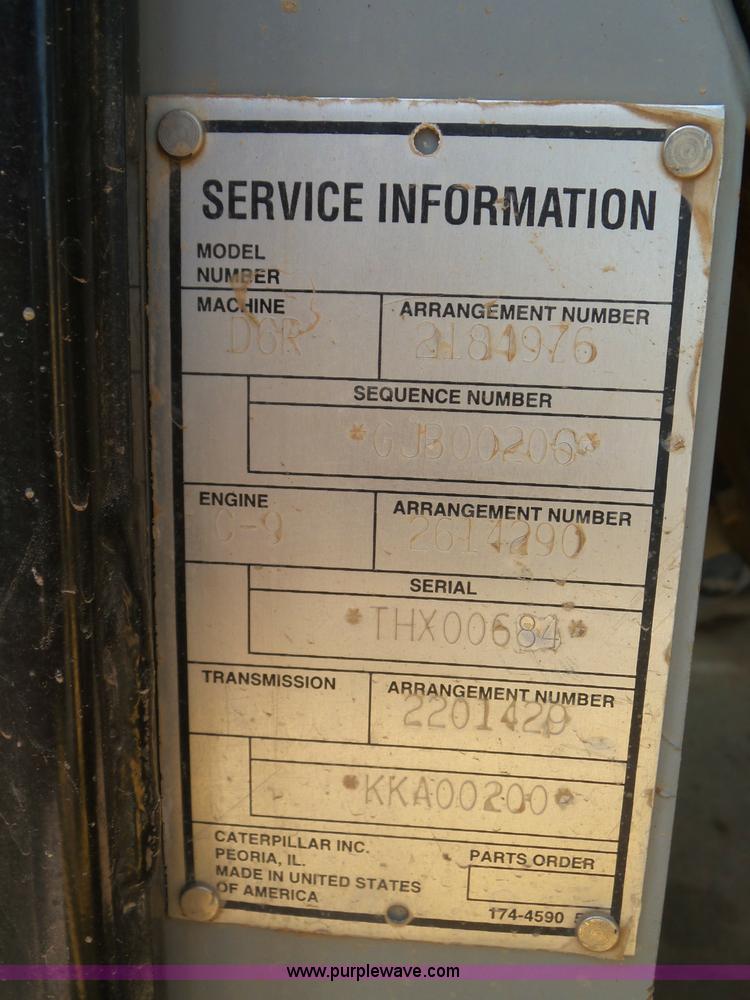 SERVICE INFORMATION
MODEL
NUMBER
MACHINE
D6R
ARRANGEMENT NUMBER
2184976
SEQUENCE NUMBER
*GJB00206*
ENGINE
C-9
ARRANGEMENT NUMBER
2614290
SERIAL
*THX00684*
TRANSMISSION
ARRANGEMENT NUMBER
2201429
*KKA00200*
CATERPILLAR INC.
PEORIA, IL.
MADE IN UNITED STATES
OF AMERICA
PARTS ORDER
174-4590
www.purplewave.com